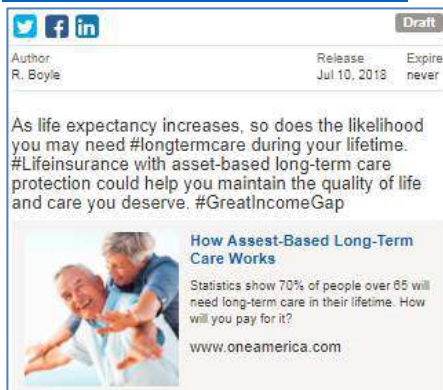 Draft
Author Release Expire
R. Boyle Jul 10, 2018 never
As life expectancy increases, so does the likelihood
you may need #longtermcare during your lifetime.
#Lifeinsurance with asset-based long-term care
protection could help you maintain the quality of life
and care you deserve. #GreatIncomeGap
How Assest-Based Long-Term
Care Works
Statistics show 70% of people over 65 will
need long-term care in their lifetime. How
will you pay for it?
www.oneamerica.com